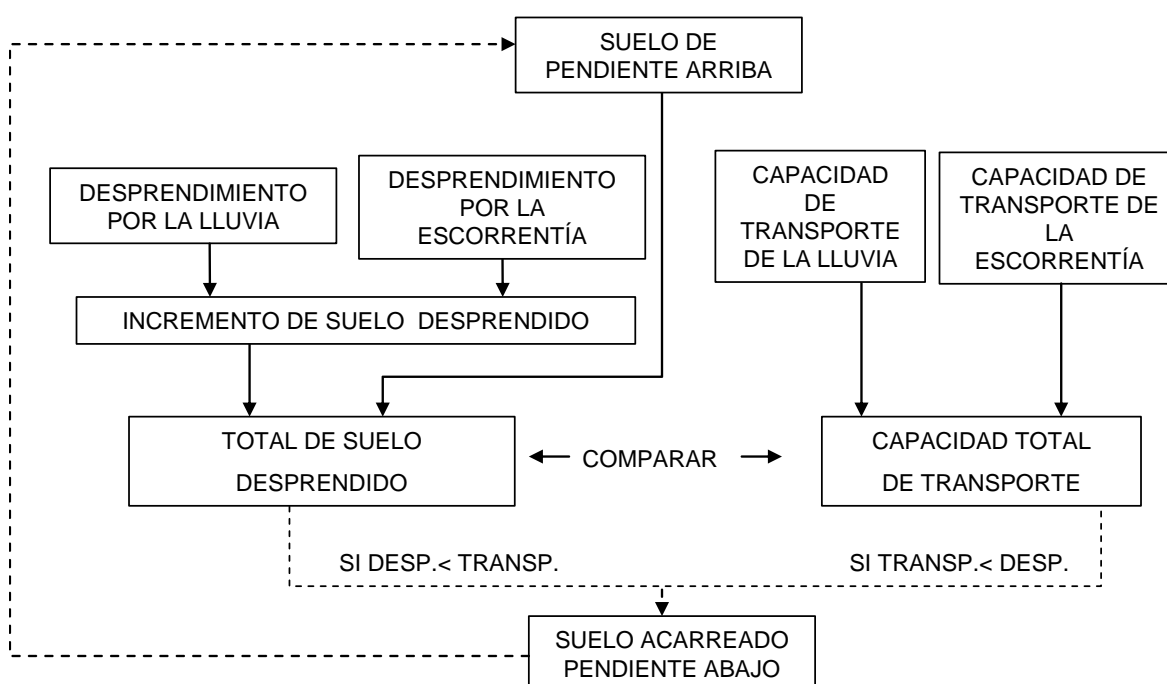 SUELO DE
PENDIENTE ARRIBA
DESPRENDIMIENTO
POR LA LLUVIA
DESPRENDIMIENTO
POR LA
ESCORRENTÍA
CAPACIDAD
DE
TRANSPORTE
DE LA LLUVIA
CAPACIDAD DE
TRANSPORTE DE
LA
ESCORRENTÍA
INCREMENTO DE SUELO DESPRENDIDO
TOTAL DE SUELO
DESPRENDIDO
COMPARAR
CAPACIDAD TOTAL
DE TRANSPORTE
SI DESP.< TRANSP.
SI TRANSP.< DESP.
SUELO ACARREADO
PENDIENTE ABAJO